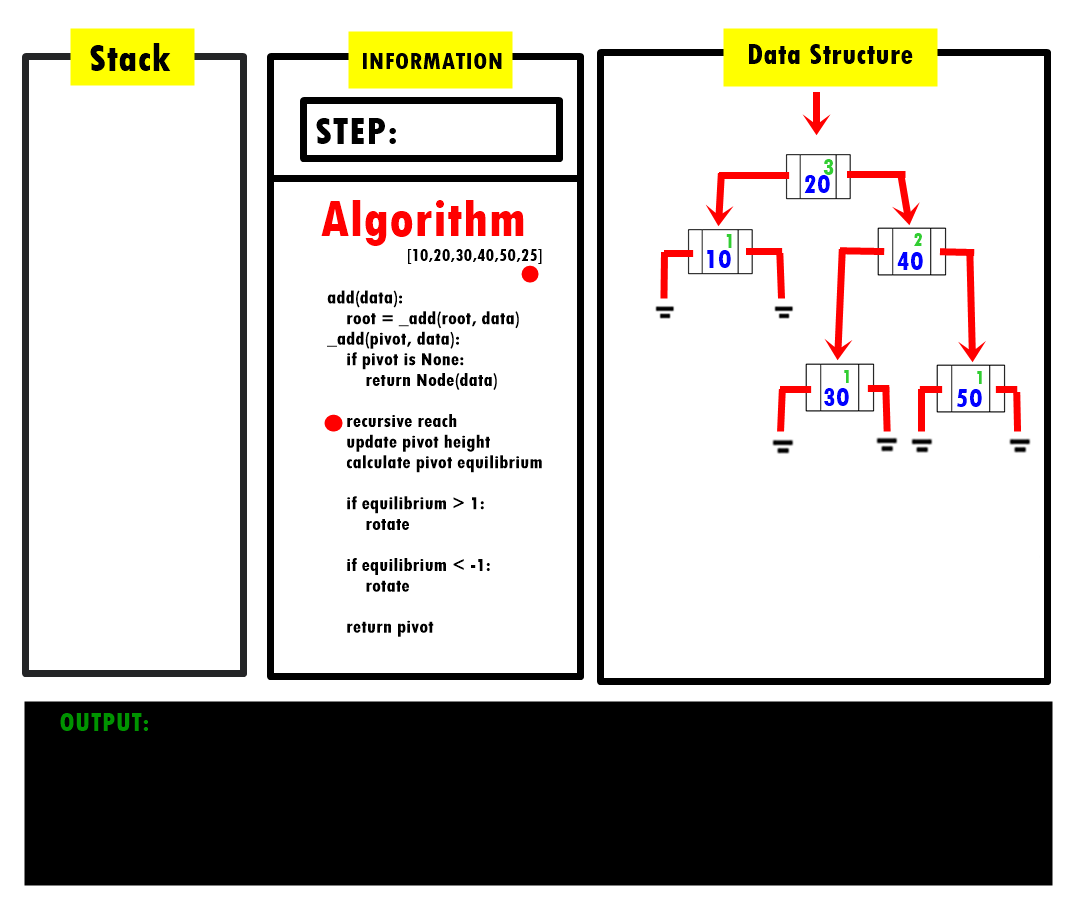 Stack
INFORMATION
STEP:
Algorithm
[10,20,30,40,50,25]
add(data):
root = _add(root, data)
_add(pivot, data):
if pivot is None:
return Node(data)
recursive reach
update pivot height
calculate pivot equilibrium
if equilibrium > 1:
rotate
if equilibrium < -1:
rotate
return pivot
Data Structure
3
20
1
10
2
40
1
30
1
50
OUTPUT: